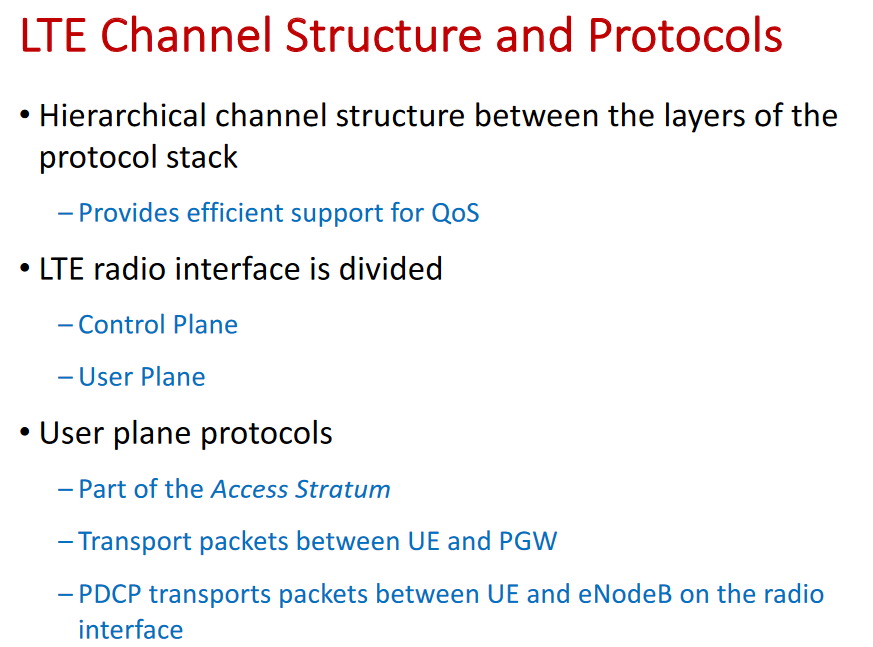 LTE Channel Structure and Protocols
• Hierarchical channel structure between the layers of the
protocol stack
– Provides efficient support for QoS
• LTE radio interface is divided
– Control Plane
– User Plane
• User plane protocols
– Part of the Access Stratum
– Transport packets between UE and PGW
– PDCP transports packets between UE and eNodeB on the radio
interface